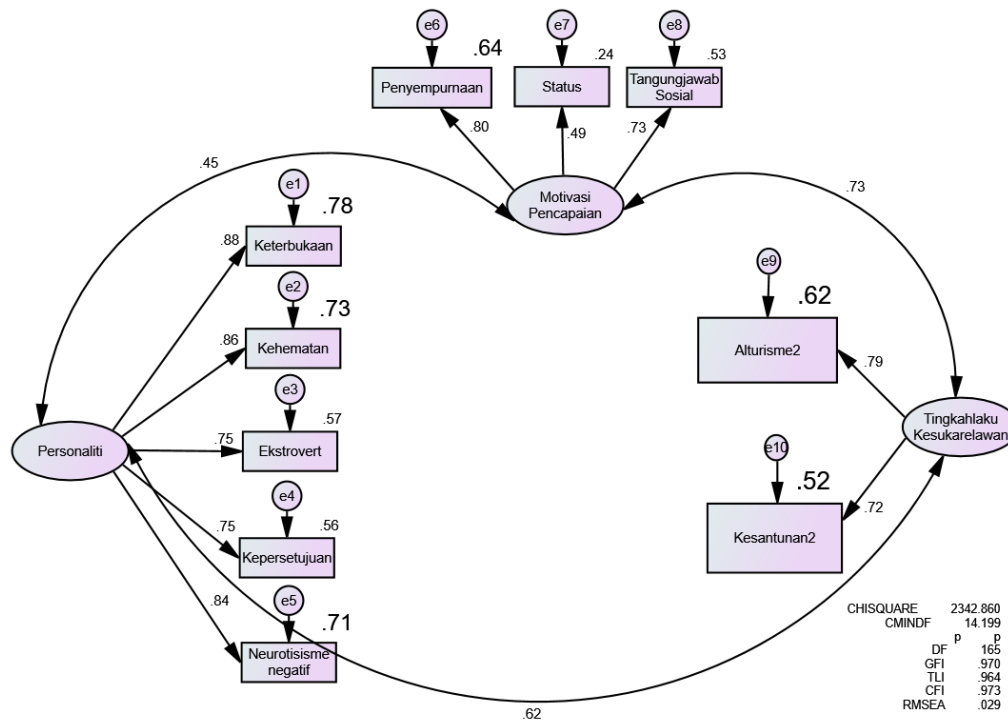 e6
e7
e8
.64
.24
.53
Penyempurnaan
Status
Tangungjawab
Sosial
.80
.49
.73
.45
.73
Motivasi
Pencapaian
e1
.78
.88
Keterbukaan
e2
.73
.86
Kehematan
e3
.57
.75
Ekstrovert
Personaliti
e4
.56
.75
Kepersetujuan
e5
.71
.84
Neurotisisme
negatif
e9
.62
Alturisme2
.79
Tingkahlaku
Kesukarelawan
e10
.52
Kesantunan2
.72
.62
CHISQUARE 2342.860
CMINDF 14.199
p p
DF 165
GFI .970
TLI .964
CFI .973
RMSEA .029